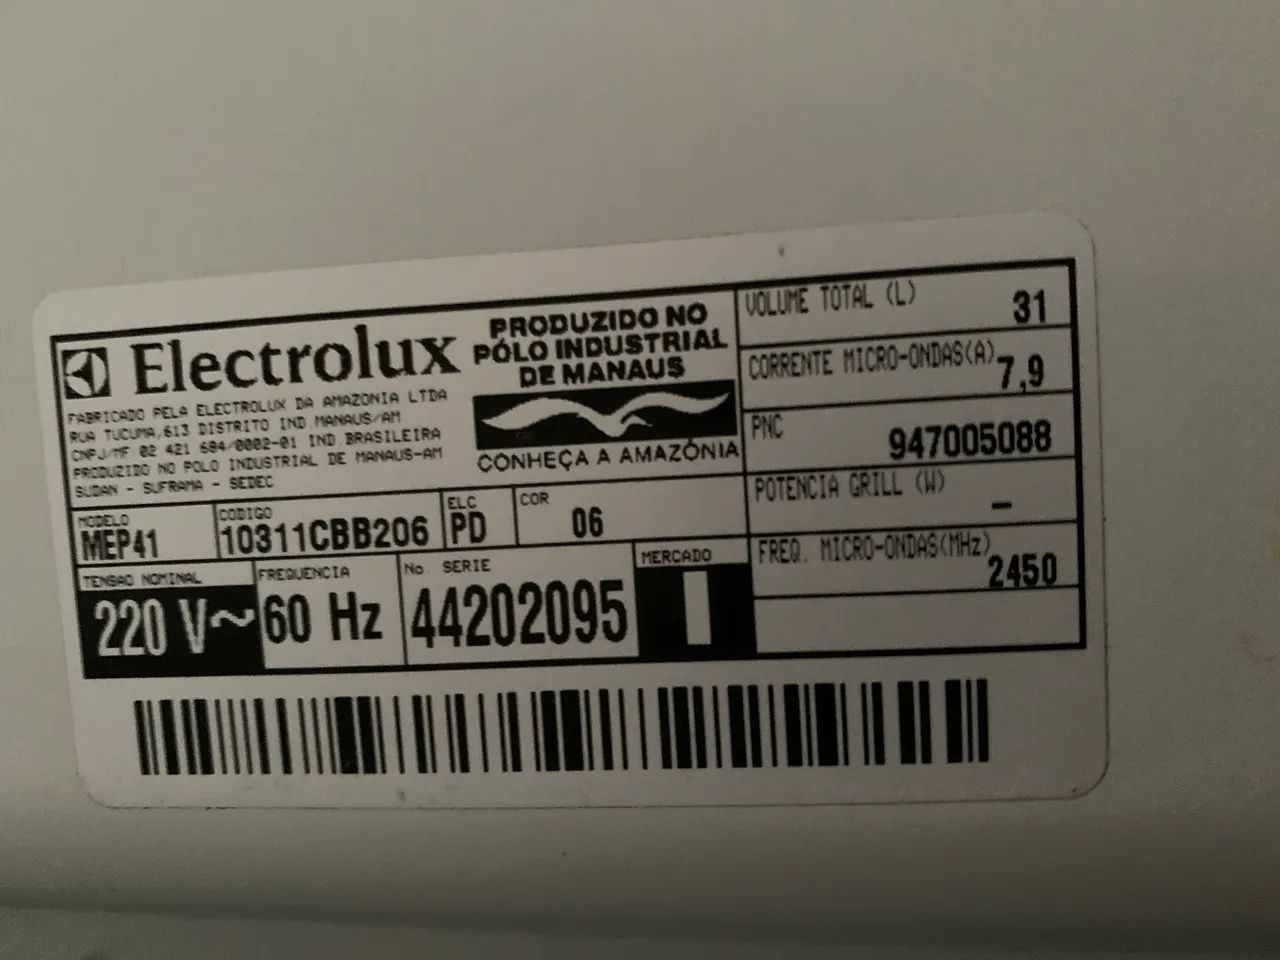 Electrolux
FABRICADO PELA ELECTROLUX DA AMAZONIA LTDA
RUA TUCUMA,613 DISTRITO IND MANAUS/AM
CNPJ/MF 02 421 684/0002-01 IND BRASILEIRA
PRODUZIDO NO POLO INDUSTRIAL DE MANAUS-AM
SUDAN - SUFRAMA - SEDEC
PRODUZIDO NO
PÓLO INDUSTRIAL
DE MANAUS
CONHEÇA A AMAZÔNIA
MODELO
MEP41
CODIGO
10311CBB206
ELC
PD
COR
06
TENSAO NOMINAL
220 V~
FREQUENCIA
60 Hz
No. SERIE
44202095
MERCADO
I
VOLUME TOTAL (L) 31
CORRENTE MICRO-ONDAS(A) 7,9
PNC 947005088
POTENCIA GRILL (W) –
FREQ. MICRO-ONDAS(MHz) 2450